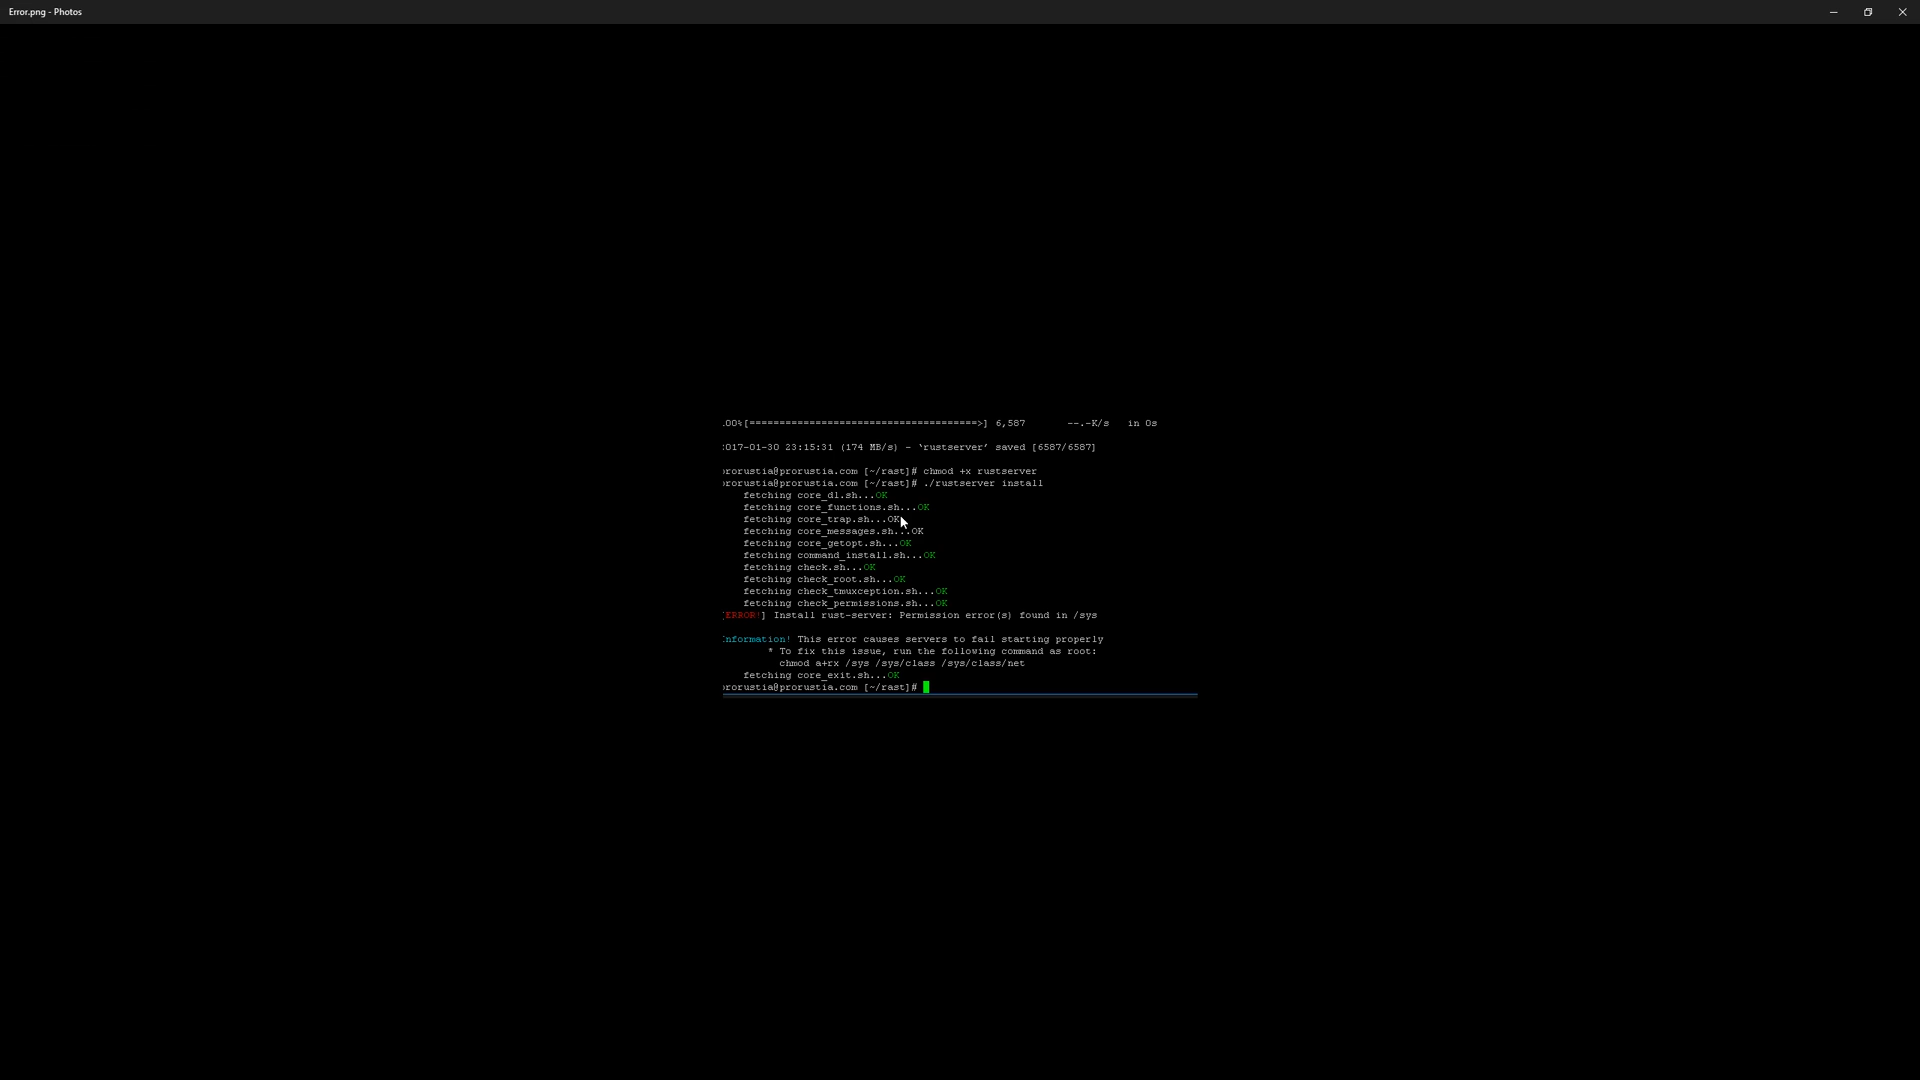 Error.png - Photos
00%[======================================>] 6,587       --.-K/s   in 0s
017-01-30 23:15:31 (174 MB/s) - ‘rustserver’ saved [6587/6587]
rorustia@prorustia.com [~/rast]# chmod +x rustserver
rorustia@prorustia.com [~/rast]# ./rustserver install
fetching core_dl.sh...OK
fetching core_functions.sh...OK
fetching core_trap.sh...OK
fetching core_messages.sh...OK
fetching core_getopt.sh...OK
fetching command_install.sh...OK
fetching check.sh...OK
fetching check_root.sh...OK
fetching check_tmuxception.sh...OK
fetching check_permissions.sh...OK
[ERROR!] Install rust-server: Permission error(s) found in /sys
Information! This error causes servers to fail starting properly
* To fix this issue, run the following command as root:
chmod a+rx /sys /sys/class /sys/class/net
fetching core_exit.sh...OK
rorustia@prorustia.com [~/rast]#